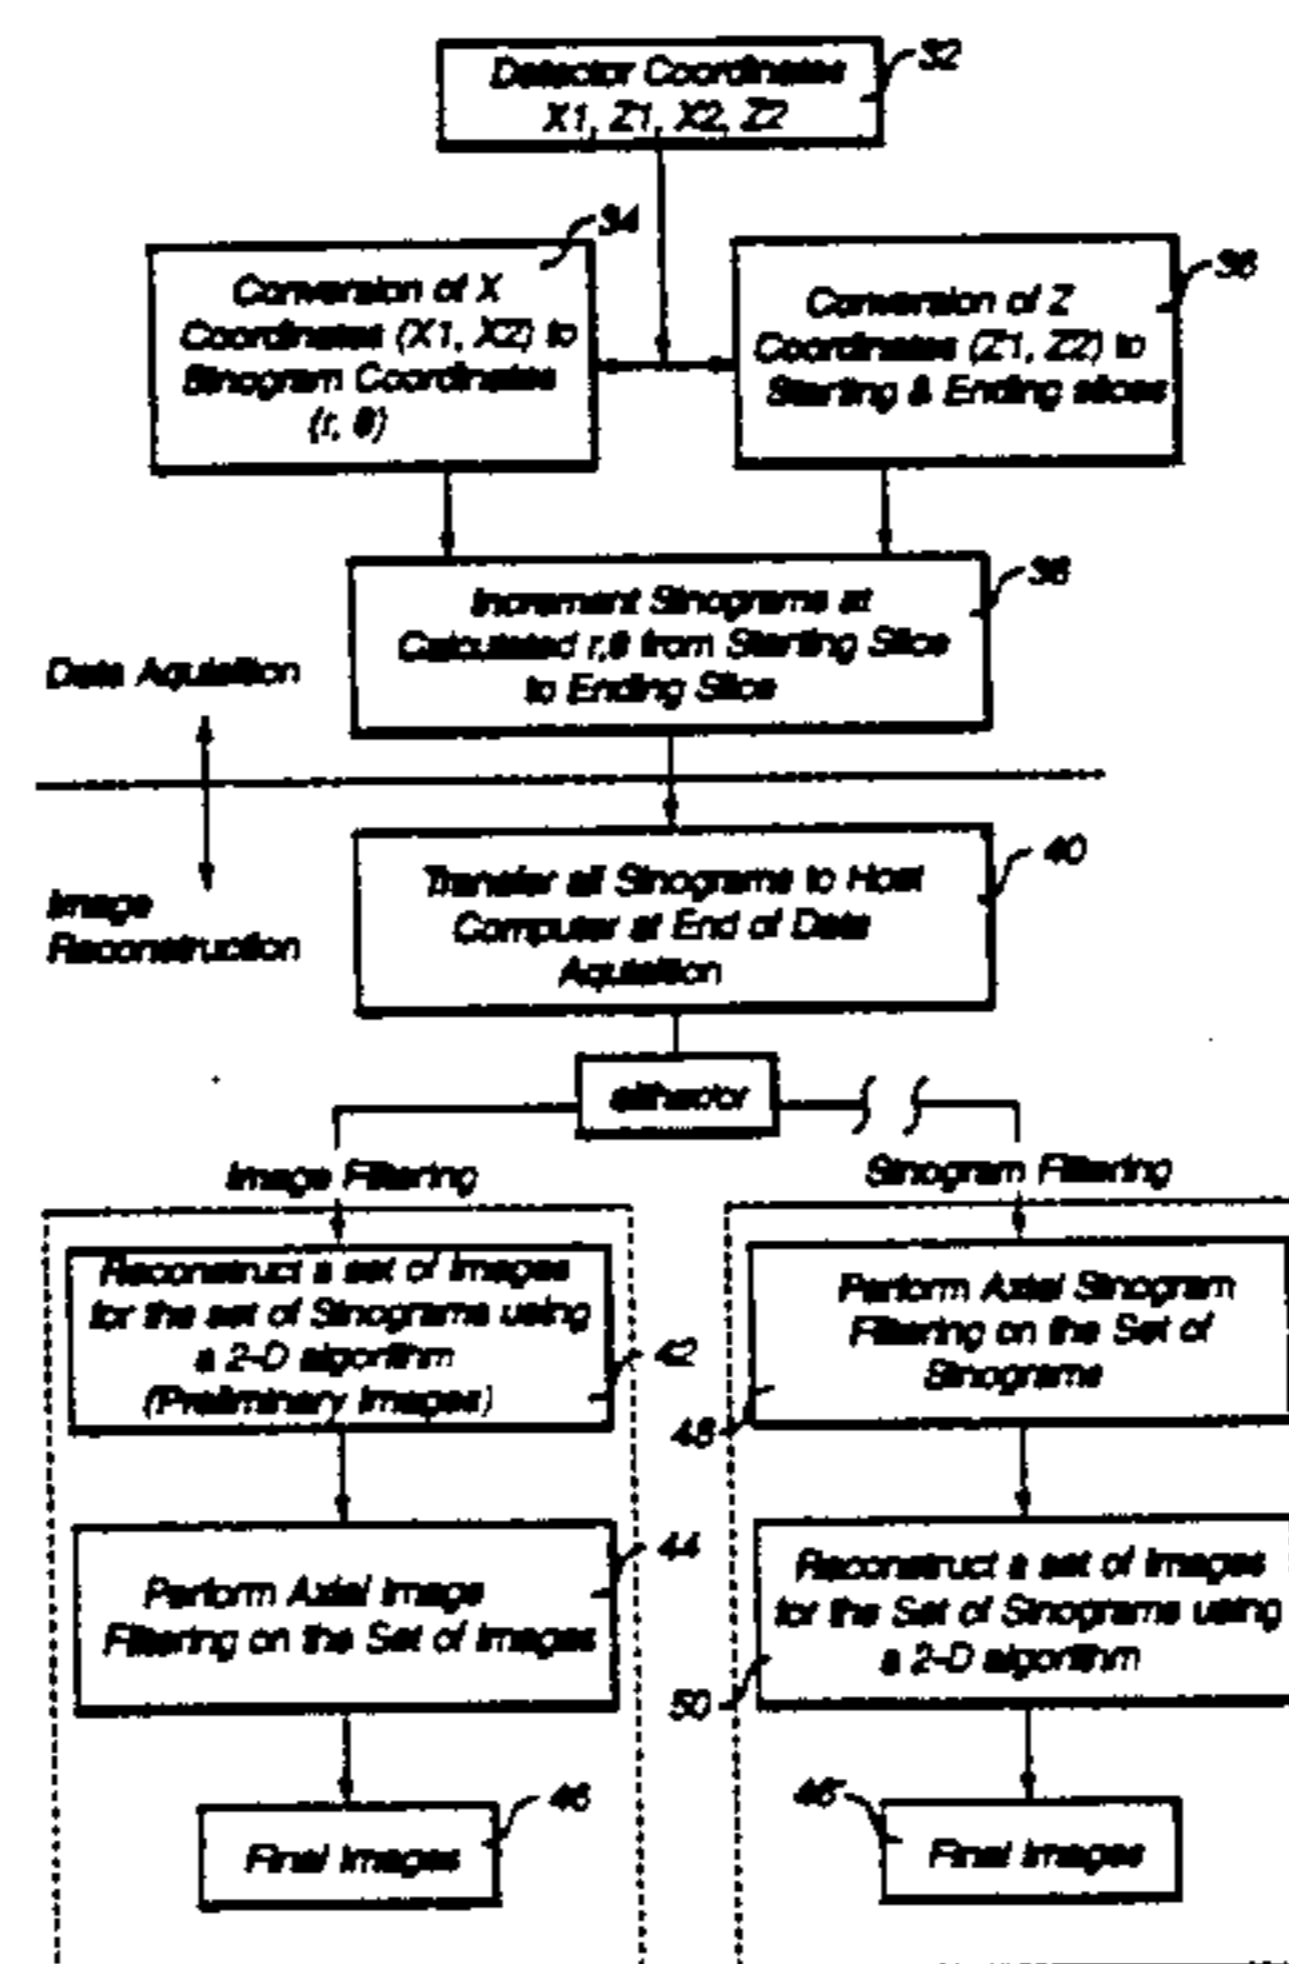 Detector Coordinates
X1, Z1, X2, Z2
32
34
Conversion of X
Coordinates (X1, X2) to
Sinogram Coordinates
(r, θ)
36
Conversion of Z
Coordinates (Z1, Z2) to
Starting & Ending slices
38
Increment Sinograms at
Calculated r,θ from Starting Slice
to Ending Slice
Data Aquisition
Image
Reconstruction
40
Transfer all Sinograms to Host
Computer at End of Data
Aquisition
either/or
Image Filtering
Sinogram Filtering
Reconstruct a set of Images
for the set of Sinograms using
a 2-D algorithm
(Preliminary Images)
42
Perform Axial Sinogram
Filtering on the Set of
Sinograms
48
Perform Axial Image
Filtering on the Set of Images
44
Reconstruct a set of Images
for the Set of Sinograms using
a 2-D algorithm
50
Final Images
46
Final Images
46'